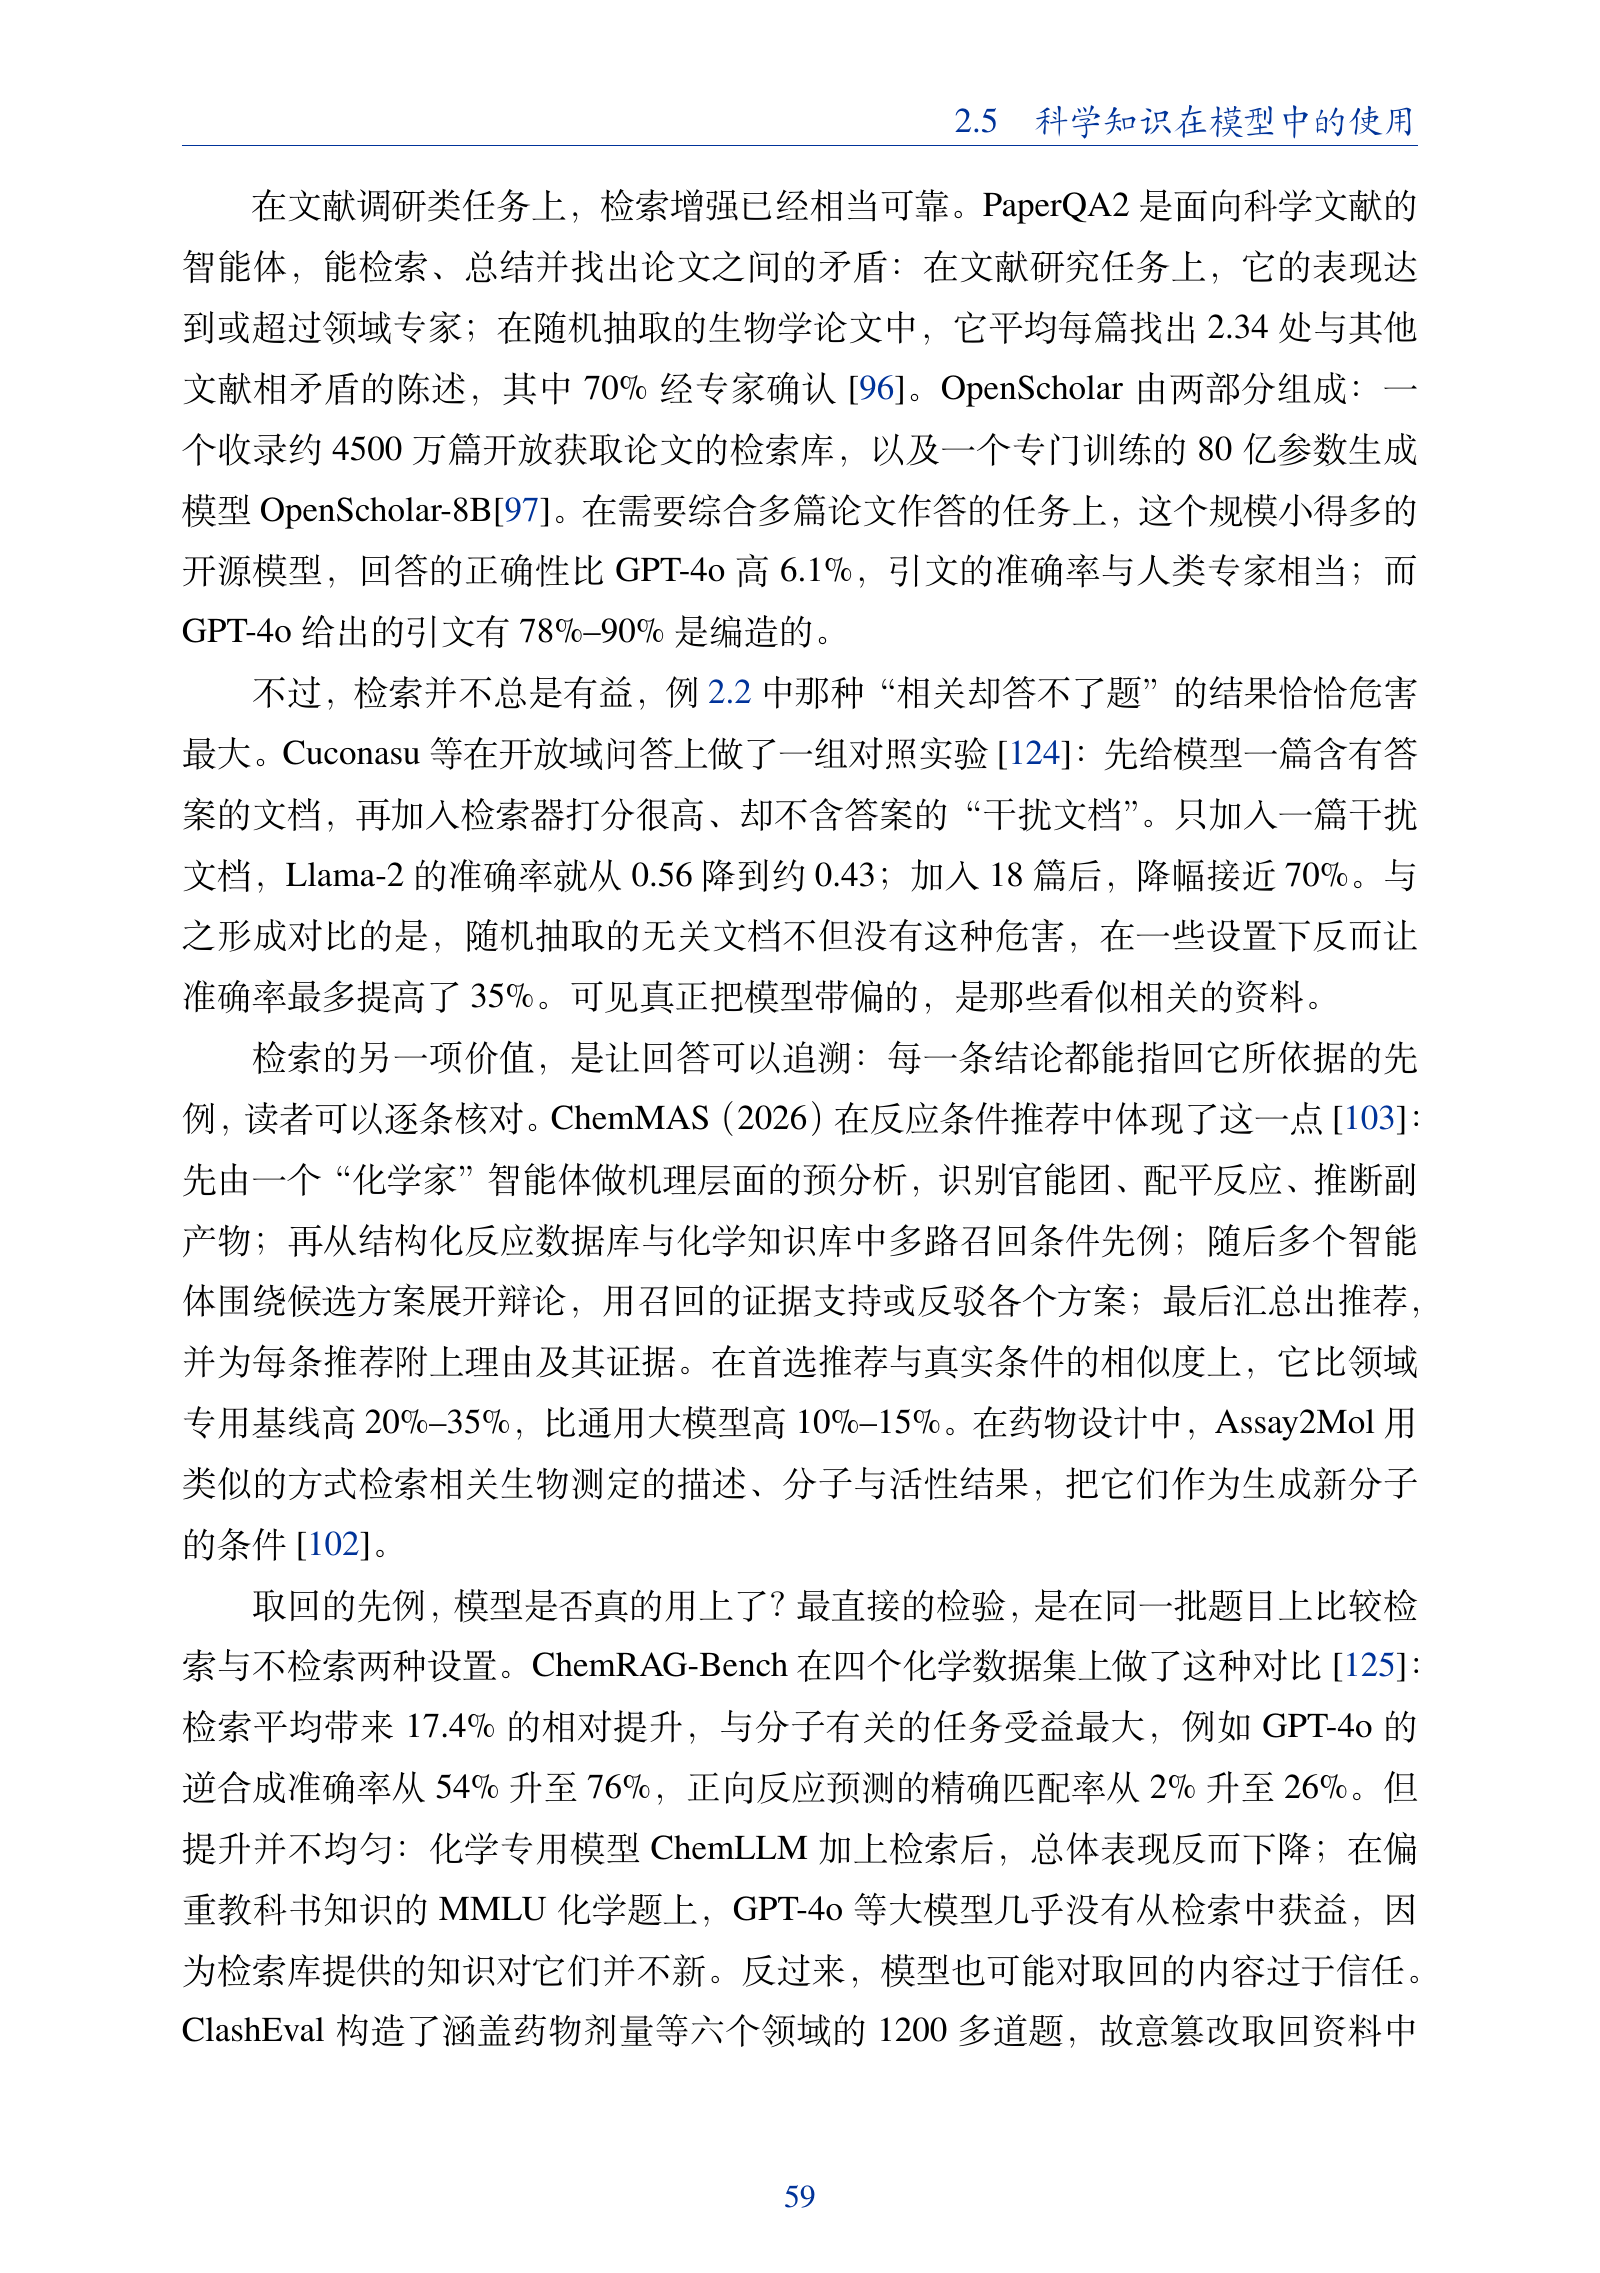 2.5 科学知识在模型中的使用
在文献调研类任务上，检索增强已经相当可靠。PaperQA2 是面向科学文献的
智能体，能检索、总结并找出论文之间的矛盾：在文献研究任务上，它的表现达
到或超过领域专家；在随机抽取的生物学论文中，它平均每篇找出 2.34 处与其他
文献相矛盾的陈述，其中 70% 经专家确认 [96]。OpenScholar 由两部分组成：一
个收录约 4500 万篇开放获取论文的检索库，以及一个专门训练的 80 亿参数生成
模型 OpenScholar-8B[97]。在需要综合多篇论文作答的任务上，这个规模小得多的
开源模型，回答的正确性比 GPT-4o 高 6.1%，引文的准确率与人类专家相当；而
GPT-4o 给出的引文有 78%–90% 是编造的。
不过，检索并不总是有益，例 2.2 中那种“相关却答不了题”的结果恰恰危害
最大。Cuconasu 等在开放域问答上做了一组对照实验 [124]：先给模型一篇含有答
案的文档，再加入检索器打分很高、却不含答案的“干扰文档”。只加入一篇干扰
文档，Llama-2 的准确率就从 0.56 降到约 0.43；加入 18 篇后，降幅接近 70%。与
之形成对比的是，随机抽取的无关文档不但没有这种危害，在一些设置下反而让
准确率最多提高了 35%。可见真正把模型带偏的，是那些看似相关的资料。
检索的另一项价值，是让回答可以追溯：每一条结论都能指回它所依据的先
例，读者可以逐条核对。ChemMAS（2026）在反应条件推荐中体现了这一点 [103]：
先由一个“化学家”智能体做机理层面的预分析，识别官能团、配平反应、推断副
产物；再从结构化反应数据库与化学知识库中多路召回条件先例；随后多个智能
体围绕候选方案展开辩论，用召回的证据支持或反驳各个方案；最后汇总出推荐，
并为每条推荐附上理由及其证据。在首选推荐与真实条件的相似度上，它比领域
专用基线高 20%–35%，比通用大模型高 10%–15%。在药物设计中，Assay2Mol 用
类似的方式检索相关生物测定的描述、分子与活性结果，把它们作为生成新分子
的条件 [102]。
取回的先例，模型是否真的用上了？最直接的检验，是在同一批题目上比较检
索与不检索两种设置。ChemRAG-Bench 在四个化学数据集上做了这种对比 [125]：
检索平均带来 17.4% 的相对提升，与分子有关的任务受益最大，例如 GPT-4o 的
逆合成准确率从 54% 升至 76%，正向反应预测的精确匹配率从 2% 升至 26%。但
提升并不均匀：化学专用模型 ChemLLM 加上检索后，总体表现反而下降；在偏
重教科书知识的 MMLU 化学题上，GPT-4o 等大模型几乎没有从检索中获益，因
为检索库提供的知识对它们并不新。反过来，模型也可能对取回的内容过于信任。
ClashEval 构造了涵盖药物剂量等六个领域的 1200 多道题，故意篡改取回资料中
59